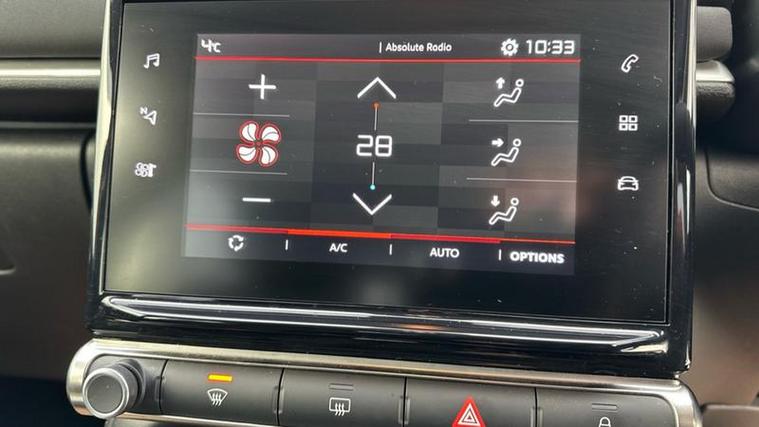 4°C | Absolute Radio 10:33
28
A/C | AUTO | OPTIONS